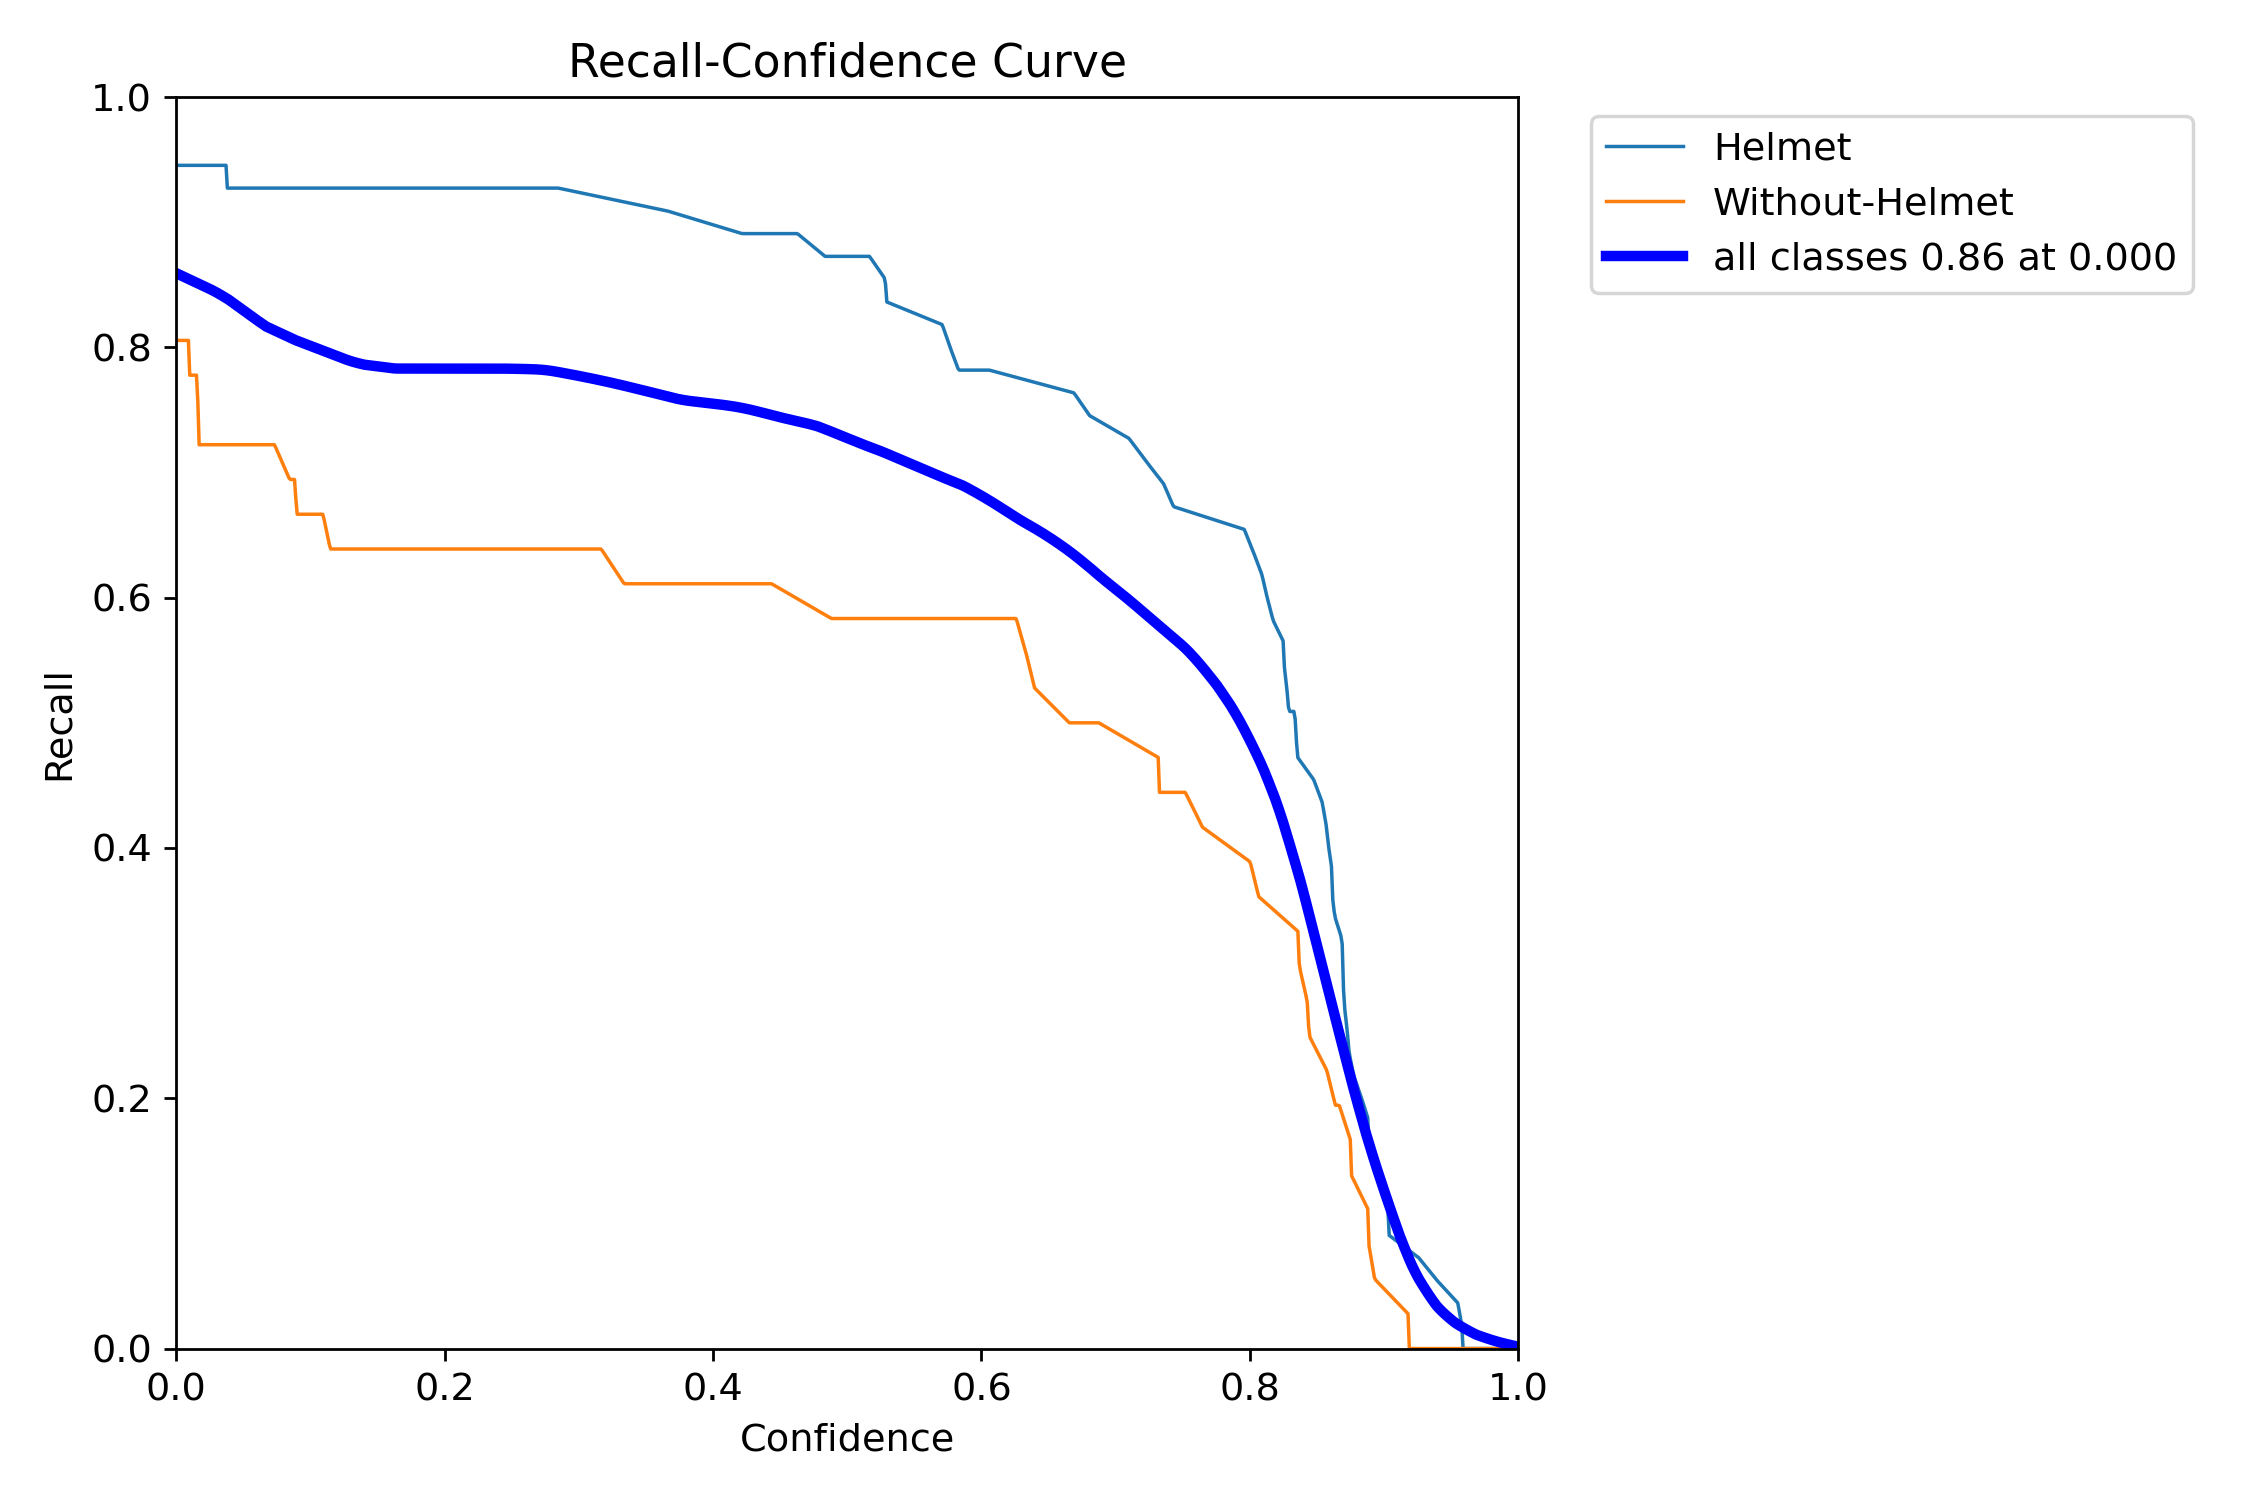 Recall-Confidence Curve
1.0
0.8
0.6
0.4
0.2
0.0
Recall
0.0 0.2 0.4 0.6 0.8 1.0
Confidence
Helmet
Without-Helmet
all classes 0.86 at 0.000